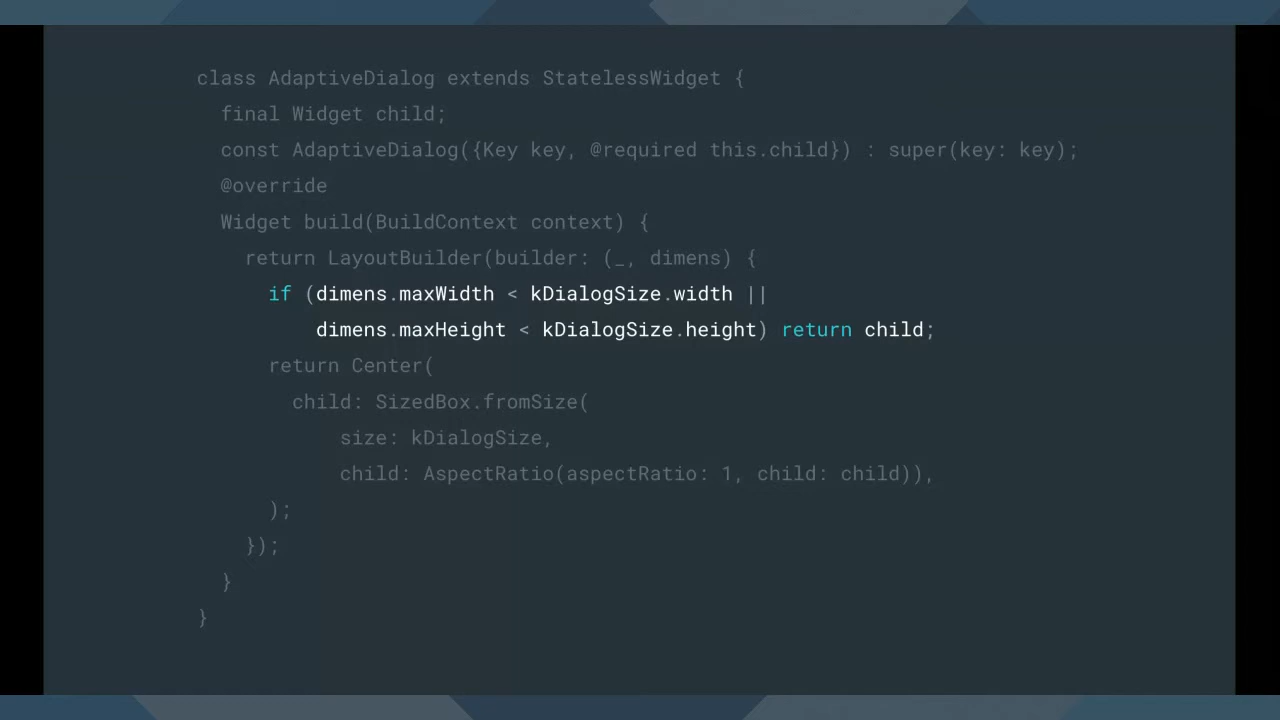 class AdaptiveDialog extends StatelessWidget {
final Widget child;
const AdaptiveDialog({Key key, @required this.child}) : super(key: key);
@override
Widget build(BuildContext context) {
return LayoutBuilder(builder: (_, dimens) {
if (dimens.maxWidth < kDialogSize.width ||
dimens.maxHeight < kDialogSize.height) return child;
return Center(
child: SizedBox.fromSize(
size: kDialogSize,
child: AspectRatio(aspectRatio: 1, child: child)),
);
});
}
}